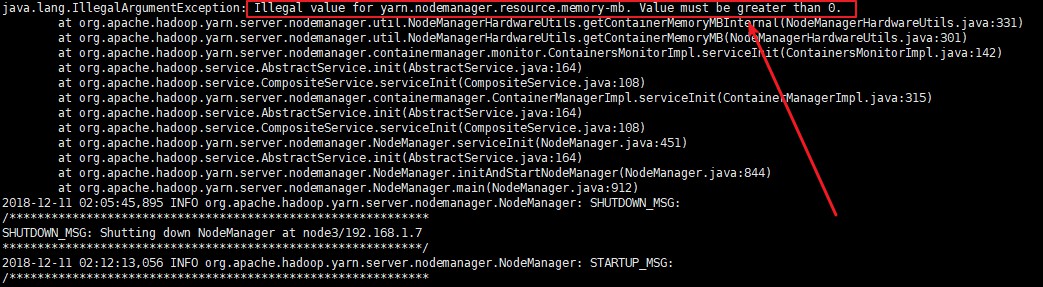 java.lang.IllegalArgumentException: Illegal value for yarn.nodemanager.resource.memory-mb. Value must be greater than 0.
at org.apache.hadoop.yarn.server.nodemanager.util.NodeManagerHardwareUtils.getContainerMemoryMBInternal(NodeManagerHardwareUtils.java:331)
at org.apache.hadoop.yarn.server.nodemanager.util.NodeManagerHardwareUtils.getContainerMemoryMB(NodeManagerHardwareUtils.java:301)
at org.apache.hadoop.yarn.server.nodemanager.containermanager.monitor.ContainersMonitorImpl.serviceInit(ContainersMonitorImpl.java:142)
at org.apache.hadoop.service.AbstractService.init(AbstractService.java:164)
at org.apache.hadoop.service.CompositeService.serviceInit(CompositeService.java:108)
at org.apache.hadoop.yarn.server.nodemanager.containermanager.ContainerManagerImpl.serviceInit(ContainerManagerImpl.java:315)
at org.apache.hadoop.service.AbstractService.init(AbstractService.java:164)
at org.apache.hadoop.service.CompositeService.serviceInit(CompositeService.java:108)
at org.apache.hadoop.yarn.server.nodemanager.NodeManager.serviceInit(NodeManager.java:451)
at org.apache.hadoop.service.AbstractService.init(AbstractService.java:164)
at org.apache.hadoop.yarn.server.nodemanager.NodeManager.initAndStartNodeManager(NodeManager.java:844)
at org.apache.hadoop.yarn.server.nodemanager.NodeManager.main(NodeManager.java:912)
2018-12-11 02:05:45,895 INFO org.apache.hadoop.yarn.server.nodemanager.NodeManager: SHUTDOWN_MSG:
/************************************************************
SHUTDOWN_MSG: Shutting down NodeManager at node3/192.168.1.7
************************************************************/
2018-12-11 02:12:13,056 INFO org.apache.hadoop.yarn.server.nodemanager.NodeManager: STARTUP_MSG:
/************************************************************